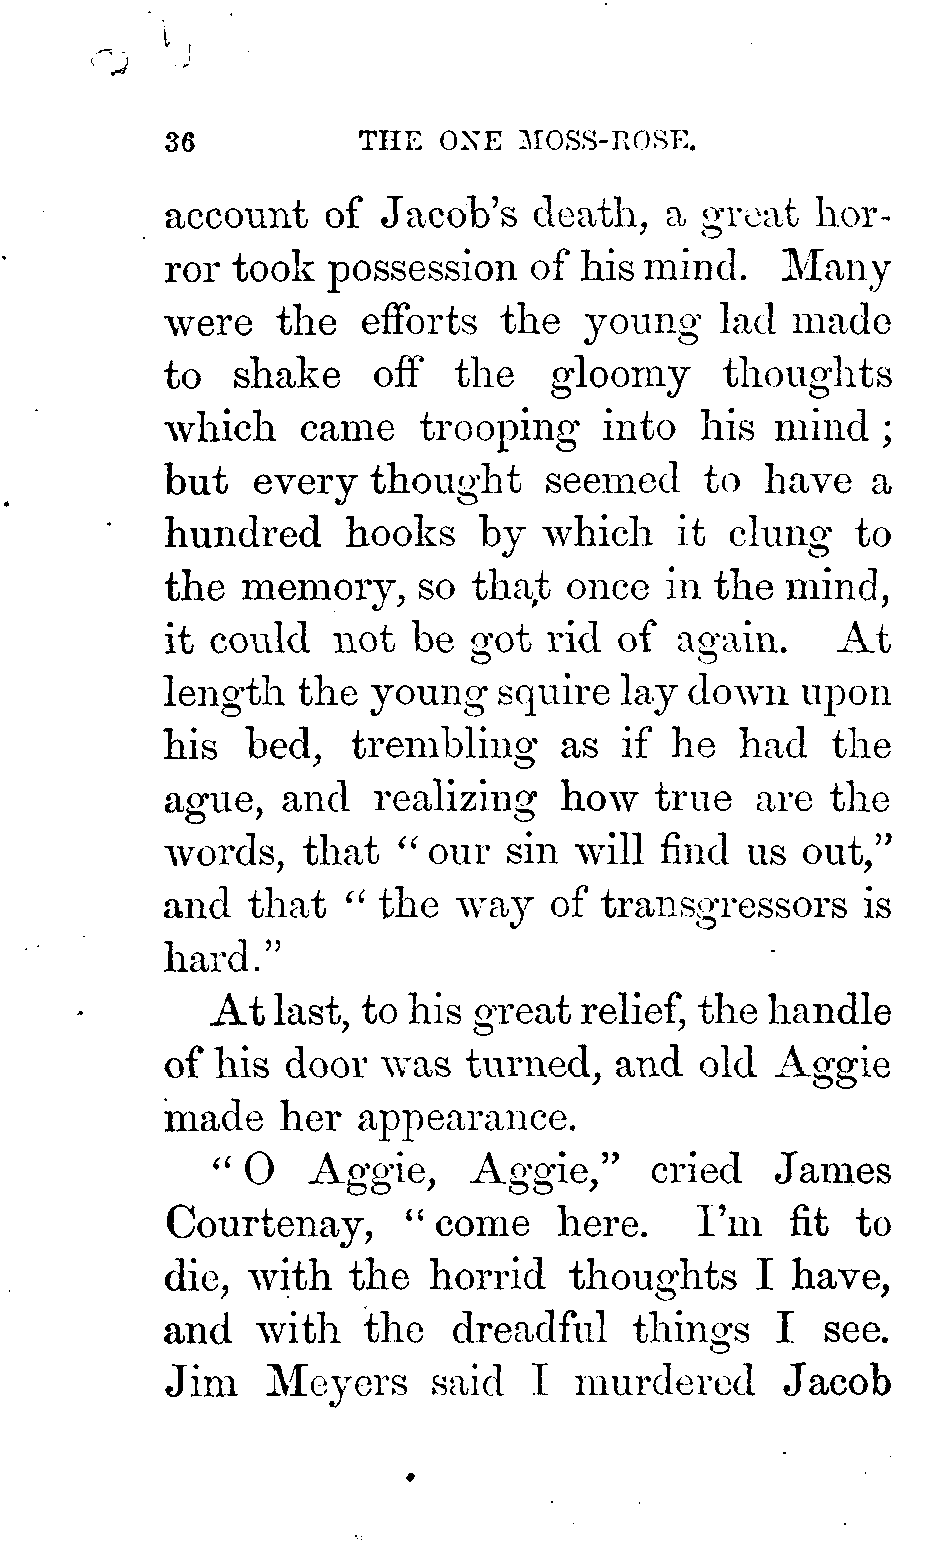 36 THE ONE MOSS-ROSE.
account of Jacob's death, a great hor-
ror took possession of his mind. Many
were the efforts the young lad made
to shake off the gloomy thoughts
which came trooping into his mind ;
but every thought seemed to have a
hundred hooks by which it clung to
the memory, so that once in the mind,
it could not be got rid of again. At
length the young squire lay down upon
his bed, trembling as if he had the
ague, and realizing how true are the
words, that "our sin will find us out,"
and that "the way of transgressors is
hard."
At last, to his great relief, the handle
of his door was turned, and old Aggie
made her appearance.
"O Aggie, Aggie," cried James
Courtenay, "come here. I'm fit to
die, with the horrid thoughts I have,
and with the dreadful things I see.
Jim Meyers said I murdered Jacob